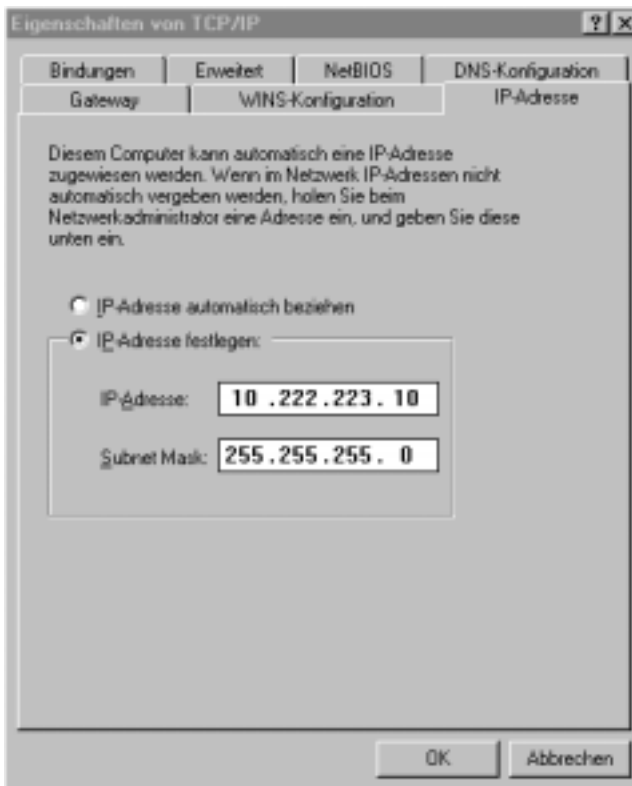 Eigenschaften von TCP/IP
Bindungen Erweitert NetBIOS DNS-Konfiguration
Gateway WINS-Konfiguration IP-Adresse
Diesem Computer kann automatisch eine IP-Adresse
zugewiesen werden. Wenn im Netzwerk IP-Adressen nicht
automatisch vergeben werden, holen Sie beim
Netzwerkadministrator eine Adresse ein, und geben Sie diese
unten ein.
IP-Adresse automatisch beziehen
IP-Adresse festlegen:
IP-Adresse: 10 .222.223. 10
Subnet Mask: 255.255.255. 0
OK Abbrechen